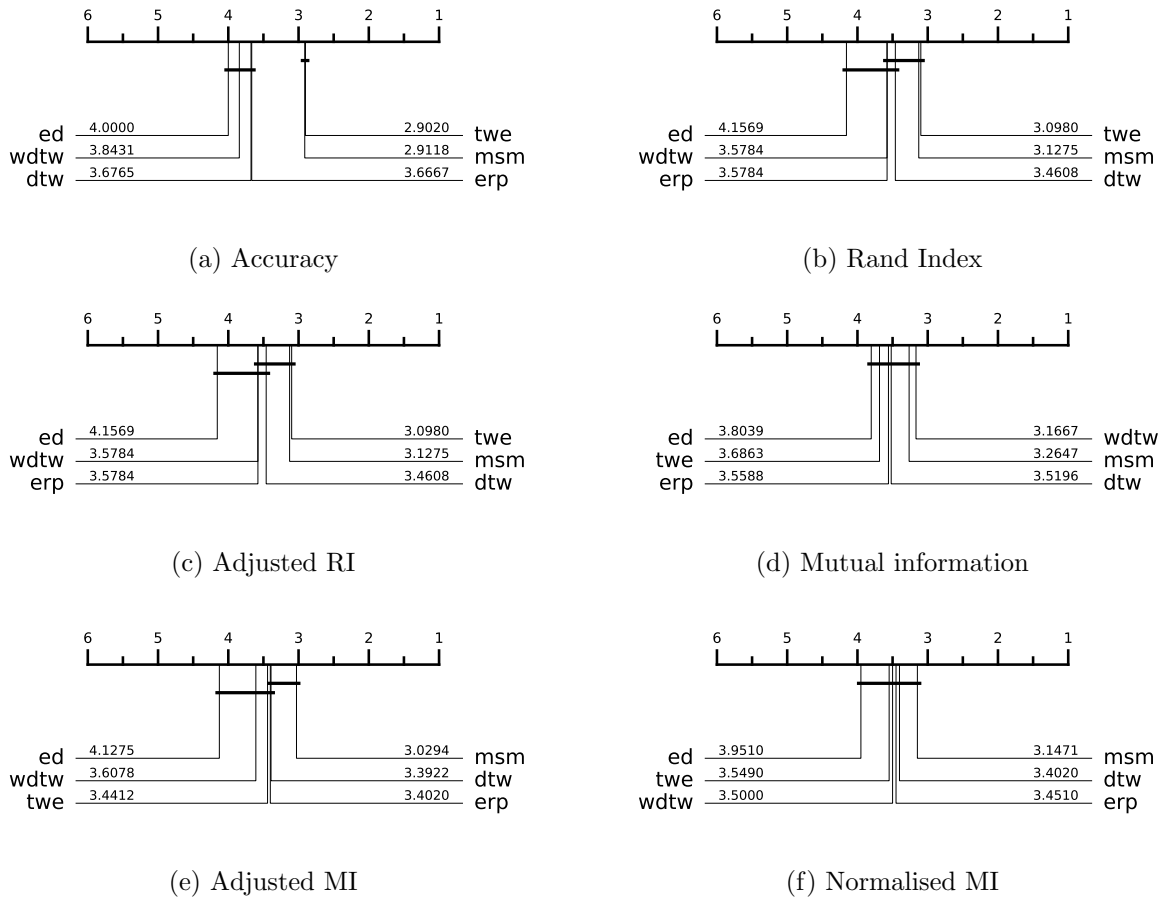 6 5 4 3 2 1
ed 4.0000 2.9020 twe
wdtw 3.8431 2.9118 msm
dtw 3.6765 3.6667 erp
(a) Accuracy
6 5 4 3 2 1
ed 4.1569 3.0980 twe
wdtw 3.5784 3.1275 msm
erp 3.5784 3.4608 dtw
(b) Rand Index
6 5 4 3 2 1
ed 4.1569 3.0980 twe
wdtw 3.5784 3.1275 msm
erp 3.5784 3.4608 dtw
(c) Adjusted RI
6 5 4 3 2 1
ed 3.8039 3.1667 wdtw
twe 3.6863 3.2647 msm
erp 3.5588 3.5196 dtw
(d) Mutual information
6 5 4 3 2 1
ed 4.1275 3.0294 msm
wdtw 3.6078 3.3922 dtw
twe 3.4412 3.4020 erp
(e) Adjusted MI
6 5 4 3 2 1
ed 3.9510 3.1471 msm
twe 3.5490 3.4020 dtw
wdtw 3.5000 3.4510 erp
(f) Normalised MI